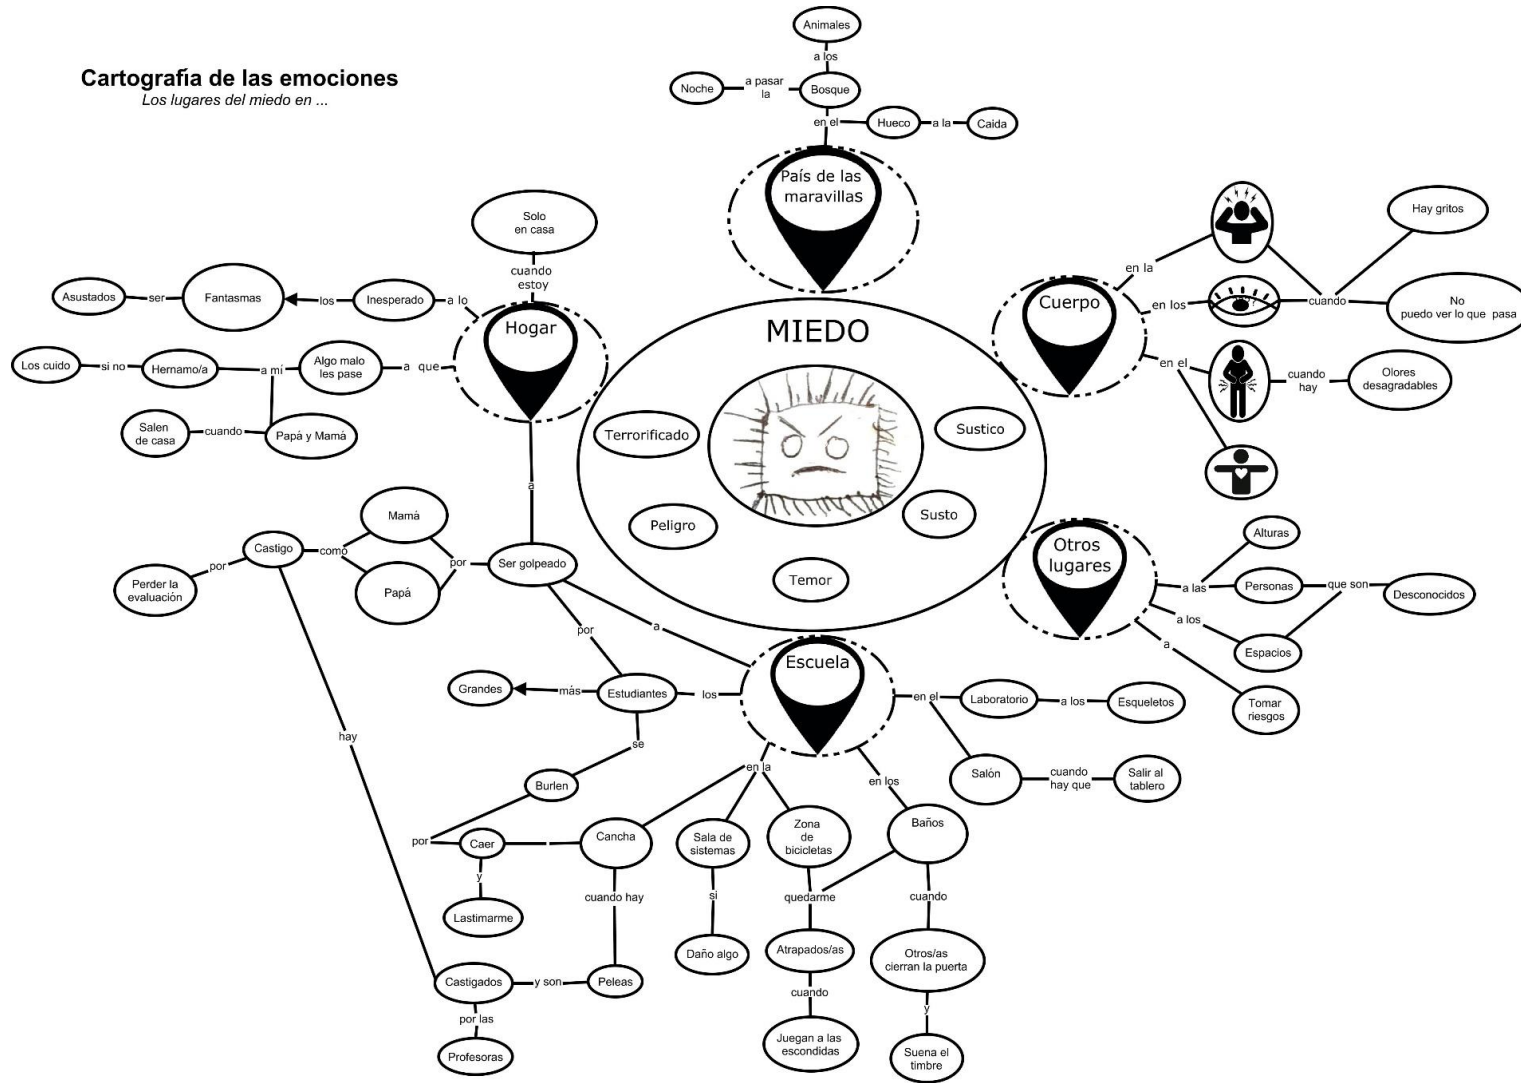 Cartografía de las emociones
Los lugares del miedo en ...
Animales
a los
Noche
a pasar
la
Bosque
en el
Hueco
a la
Caida
País de las
maravillas
Solo
en casa
cuando
estoy
Asustados
ser
Fantasmas
los
Inesperado
a lo
Hogar
Los cuido
si no
Hernamo/a
a mí
Algo malo
les pase
a que
Salen
de casa
cuando
Papá y Mamá
a
MIEDO
Terrorificado
Sustico
Peligro
Susto
Temor
Cuerpo
en la
en los
en el
cuando
Hay gritos
No
puedo ver lo que pasa
cuando
hay
Olores
desagradables
Otros
lugares
a las
Alturas
Personas
que son
Desconocidos
a los
Espacios
a
Tomar
riesgos
Mamá
Castigo
como
Papá
por
Ser golpeado
por
Perder la
evaluación
por
a
hay
Escuela
Grandes
más
Estudiantes
los
se
Burlen
por
Caer
y
Lastimarme
en la
Cancha
cuando hay
Peleas
y son
Castigados
por las
Profesoras
Sala de
sistemas
si
Daño algo
Zona
de
bicicletas
quedarme
Atrapados/as
cuando
Juegan a las
escondidas
en los
Baños
cuando
Otros/as
cierran la puerta
y
Suena el
timbre
en el
Laboratorio
a los
Esqueletos
Salón
cuando
hay que
Salir al
tablero